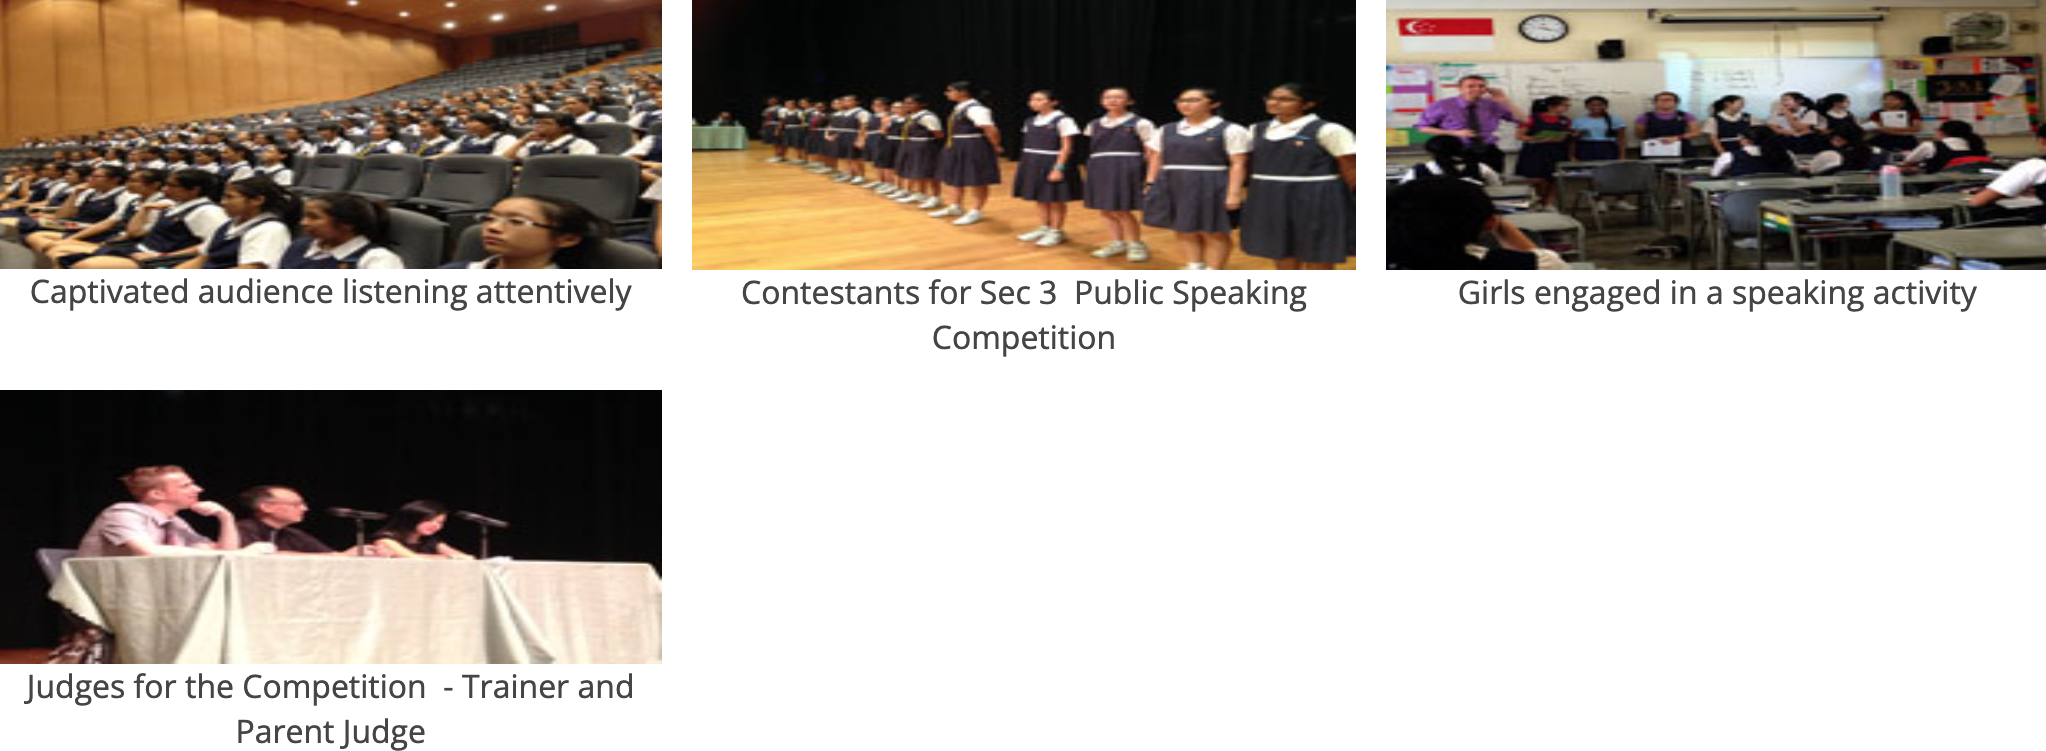 Captivated audience listening attentively
Contestants for Sec 3  Public Speaking
Competition
Girls engaged in a speaking activity
Judges for the Competition  - Trainer and
Parent Judge